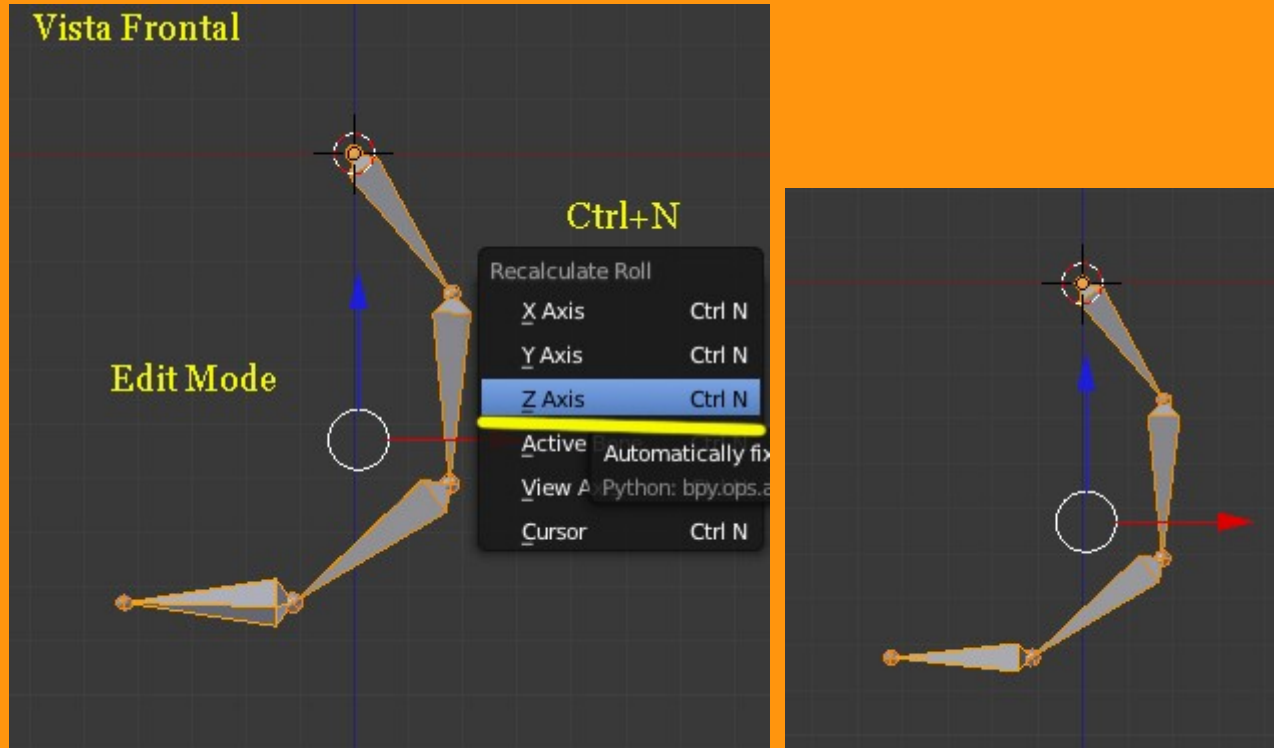 Vista Frontal
Ctrl+N
Recalculate Roll
X Axis Ctrl N
Y Axis Ctrl N
Edit Mode
Z Axis Ctrl N
Active
Automatically fix
View A
Python: bpy.ops.a
Cursor Ctrl N